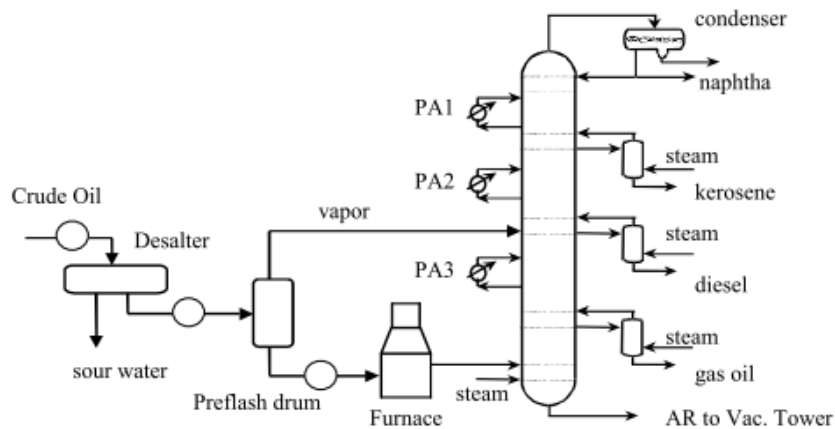 condenser
naphtha
PA1
steam
kerosene
PA2
Crude Oil
vapor
Desalter
steam
PA3
diesel
steam
sour water
gas oil
Preflash drum
Furnace
steam
AR to Vac. Tower